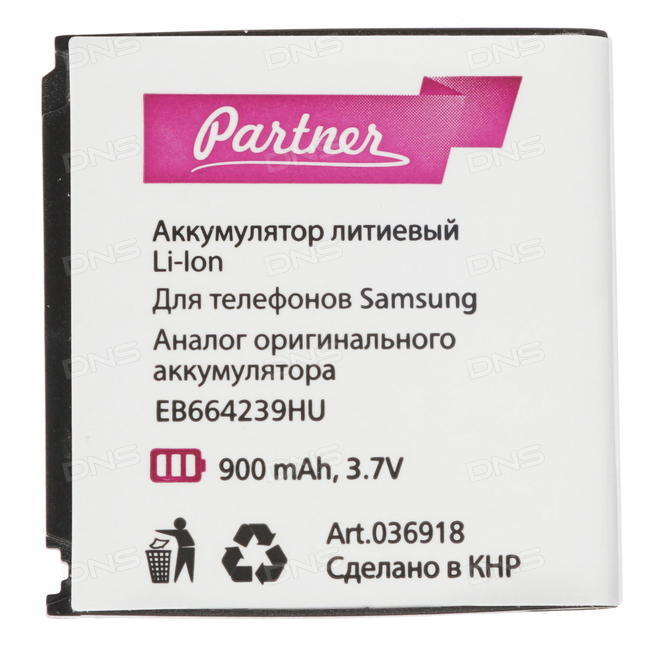 Partner
Аккумулятор литиевый
Li-Ion
Для телефонов Samsung
Аналог оригинального
аккумулятора
EB664239HU
900 mAh, 3.7V
Art.036918
Сделано в КНР
DNS